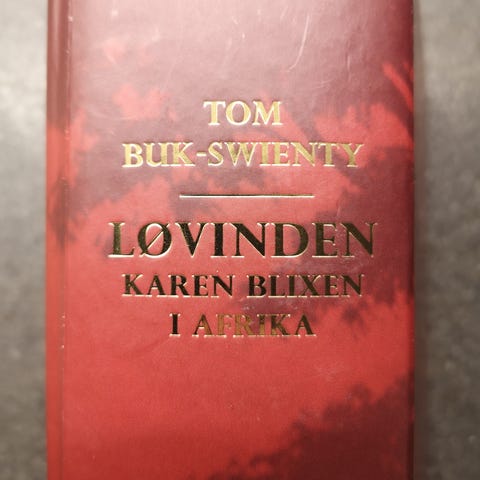 TOM
BUK-SWIENTY
LØVINDEN
KAREN BLIXEN
I AFRIKA